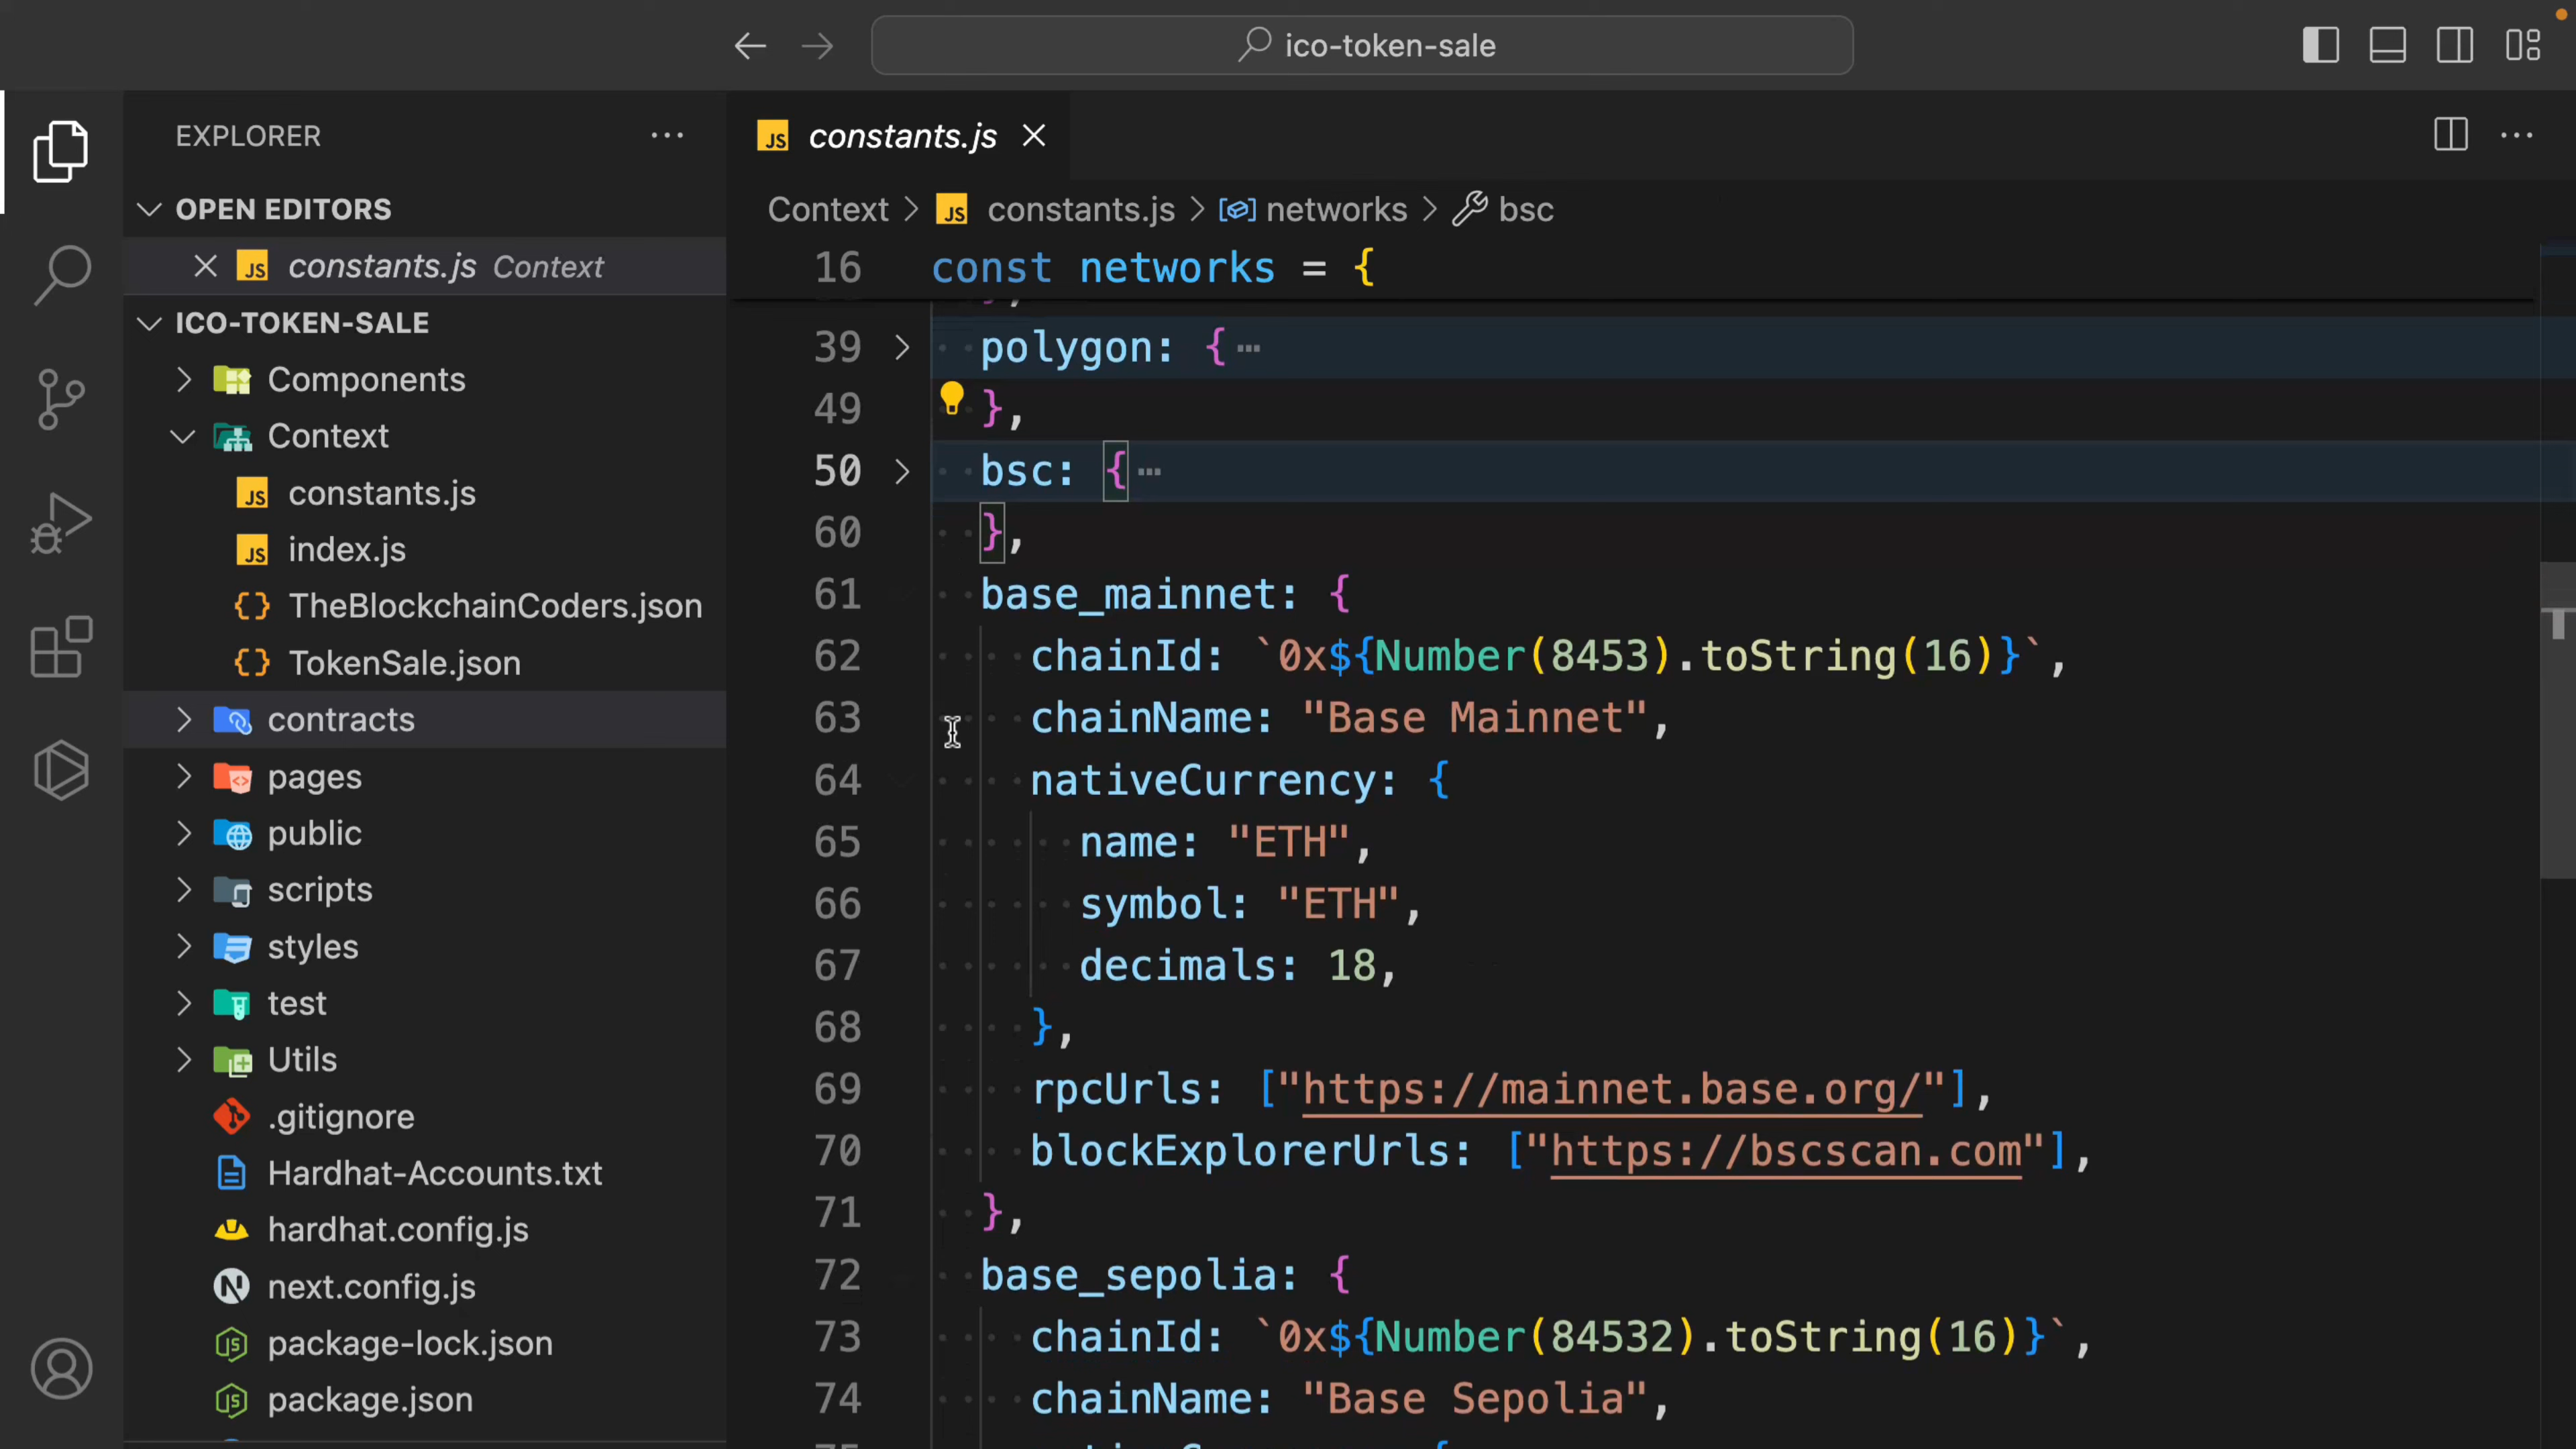 ico-token-sale
EXPLORER
OPEN EDITORS
constants.js Context
ICO-TOKEN-SALE
Components
Context
constants.js
index.js
TheBlockchainCoders.json
TokenSale.json
contracts
pages
public
scripts
styles
test
Utils
.gitignore
Hardhat-Accounts.txt
hardhat.config.js
next.config.js
package-lock.json
package.json
constants.js
Context > constants.js > networks > bsc
16 const networks = {
},
39 polygon: { ⋯
49 },
50 bsc: { ⋯
60 },
61 base_mainnet: {
62 chainId: `0x${Number(8453).toString(16)}`,
63 chainName: "Base Mainnet",
64 nativeCurrency: {
65 name: "ETH",
66 symbol: "ETH",
67 decimals: 18,
68 },
69 rpcUrls: ["https://mainnet.base.org/"],
70 blockExplorerUrls: ["https://bscscan.com"],
71 },
72 base_sepolia: {
73 chainId: `0x${Number(84532).toString(16)}`,
74 chainName: "Base Sepolia",